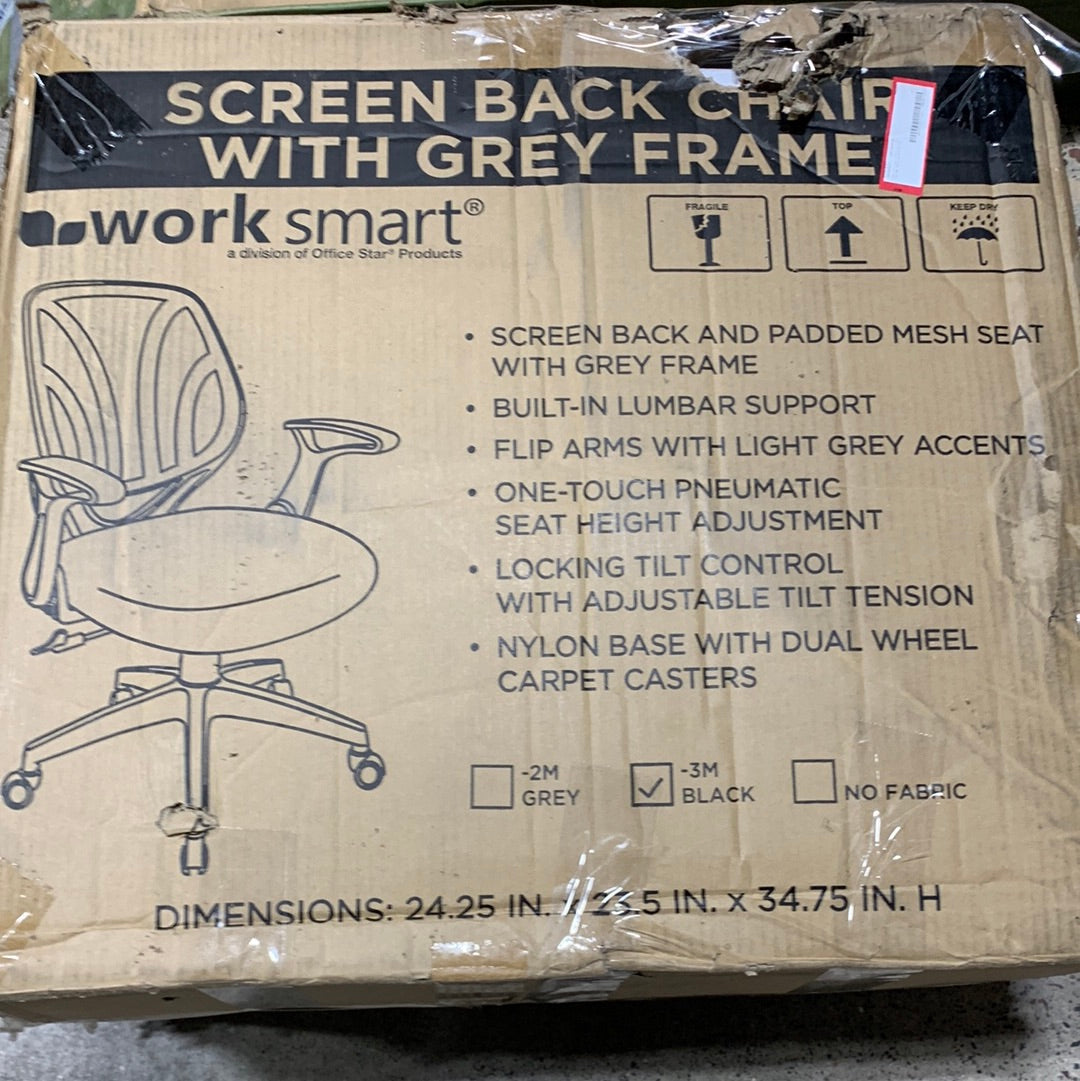 SCREEN BACK CHAIR
WITH GREY FRAME
work smart®
a division of Office Star® Products
FRAGILE
TOP
KEEP DRY
• SCREEN BACK AND PADDED MESH SEAT
WITH GREY FRAME
• BUILT-IN LUMBAR SUPPORT
• FLIP ARMS WITH LIGHT GREY ACCENTS
• ONE-TOUCH PNEUMATIC
SEAT HEIGHT ADJUSTMENT
• LOCKING TILT CONTROL
WITH ADJUSTABLE TILT TENSION
• NYLON BASE WITH DUAL WHEEL
CARPET CASTERS
-2M
GREY
-3M
BLACK
NO FABRIC
DIMENSIONS: 24.25 IN. x 23.5 IN. x 34.75 IN. H